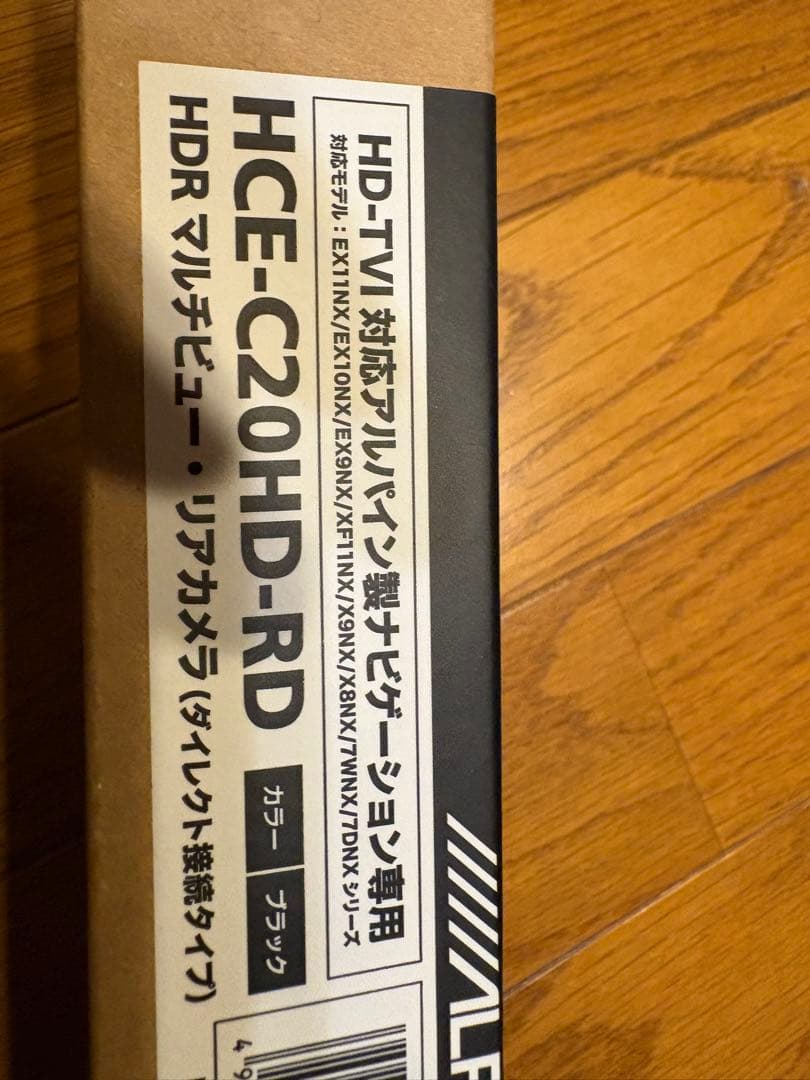 HD-TVI 対応アルパイン製ナビゲーション専用
対応モデル：EX11NX/EX10NX/EX9NX/XF11NX/X9NX/X8NX/7WNX/7DNX シリーズ
HCE-C20HD-RD
カラー ブラック
HDR マルチビュー・リアカメラ (ダイレクト接続タイプ)
ALP
4 9